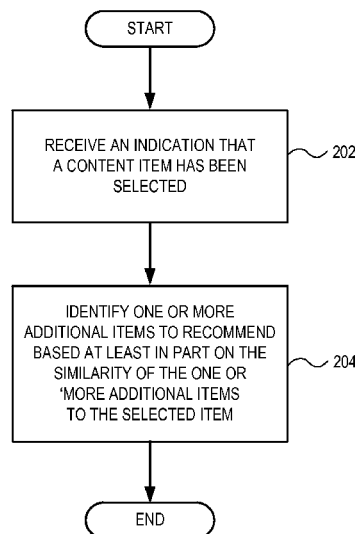 START
RECEIVE AN INDICATION THAT
A CONTENT ITEM HAS BEEN
SELECTED
202
IDENTIFY ONE OR MORE
ADDITIONAL ITEMS TO RECOMMEND
BASED AT LEAST IN PART ON THE
SIMILARITY OF THE ONE OR
'MORE ADDITIONAL ITEMS
TO THE SELECTED ITEM
204
END